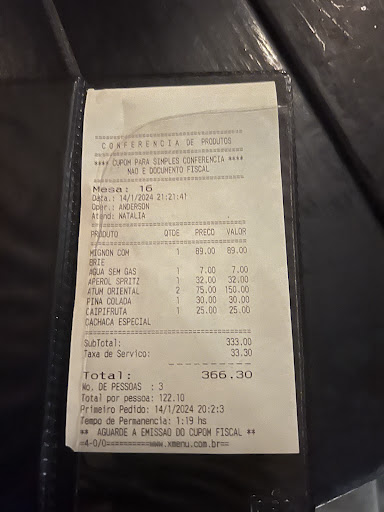 CONFERENCIA DE PRODUTOS
**** CUPOM PARA SIMPLES CONFERENCIA ****
NAO E DOCUMENTO FISCAL
Mesa: 16
Data.: 14/1/2024 21:21:41
Oper.: ANDERSON
Atend: NATALIA
PRODUTO QTDE PRECO VALOR
MIGNON COM 1 89.00 89.00
BRIE
AGUA SEM GAS 1 7.00 7.00
APEROL SPRITZ 1 32.00 32.00
ATUM ORIENTAL 2 75.00 150.00
PINA COLADA 1 30.00 30.00
CAIPIFRUTA 1 25.00 25.00
CACHACA ESPECIAL
SubTotal: 333.00
Taxa de Servico: 33.30
Total: 366.30
No. DE PESSOAS : 3
Total por pessoa: 122.10
Primeiro Pedido: 14/1/2024 20:2:3
Tempo de Permanencia: 1:19 hs
** AGUARDE A EMISSAO DO CUPOM FISCAL **
=4-0/0==========www.xmenu.com.br==